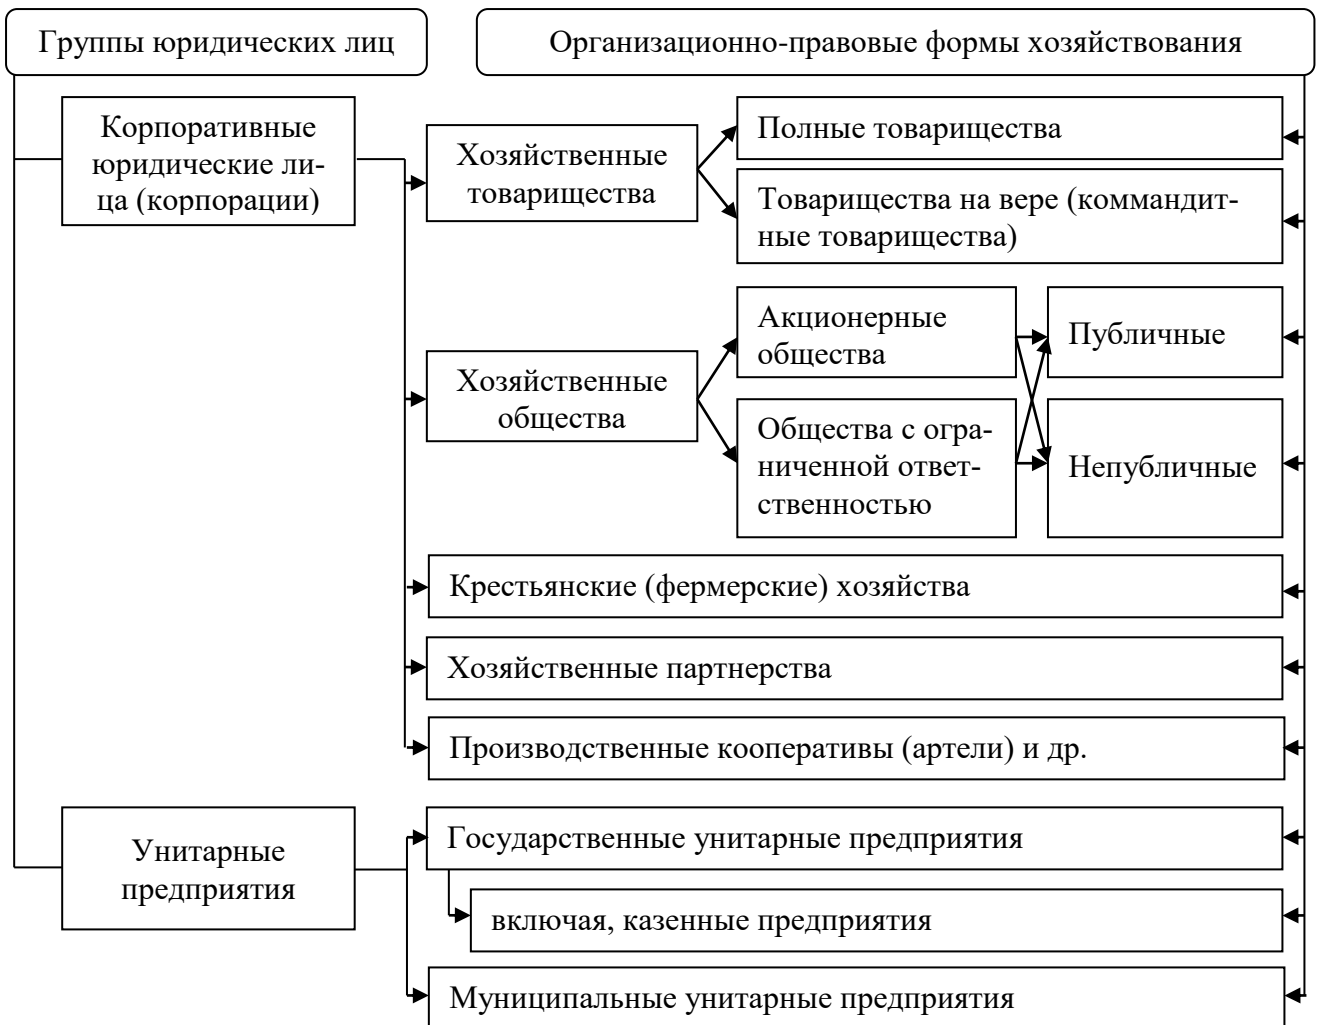 Группы юридических лиц
Организационно-правовые формы хозяйствования
Корпоративные
юридические ли-
ца (корпорации)
Хозяйственные
товарищества
Полные товарищества
Товарищества на вере (коммандит-
ные товарищества)
Хозяйственные
общества
Акционерные
общества
Публичные
Общества с огра-
ниченной ответ-
ственностью
Непубличные
Крестьянские (фермерские) хозяйства
Хозяйственные партнерства
Производственные кооперативы (артели) и др.
Унитарные
предприятия
Государственные унитарные предприятия
включая, казенные предприятия
Муниципальные унитарные предприятия